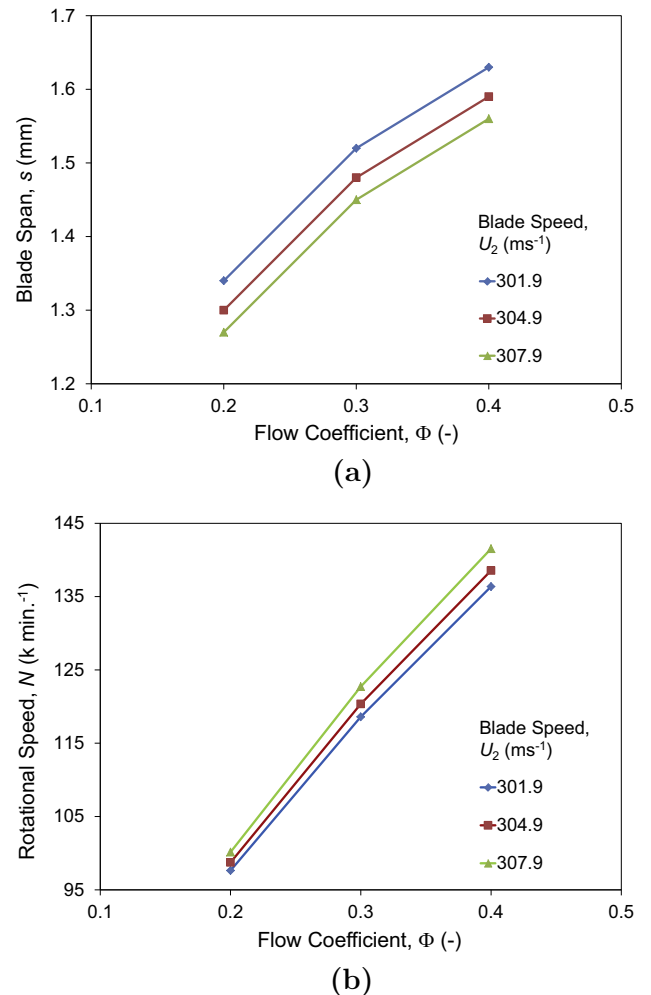 1.7
1.6
1.5
1.4
1.3
1.2
Blade Span, s (mm)
Blade Speed,
U₂ (ms⁻¹)
301.9
304.9
307.9
0.1 0.2 0.3 0.4 0.5
Flow Coefficient, Φ (-)
(a)
145
135
125
115
105
95
Rotational Speed, N (k min.⁻¹)
Blade Speed,
U₂ (ms⁻¹)
301.9
304.9
307.9
0.1 0.2 0.3 0.4 0.5
Flow Coefficient, Φ (-)
(b)